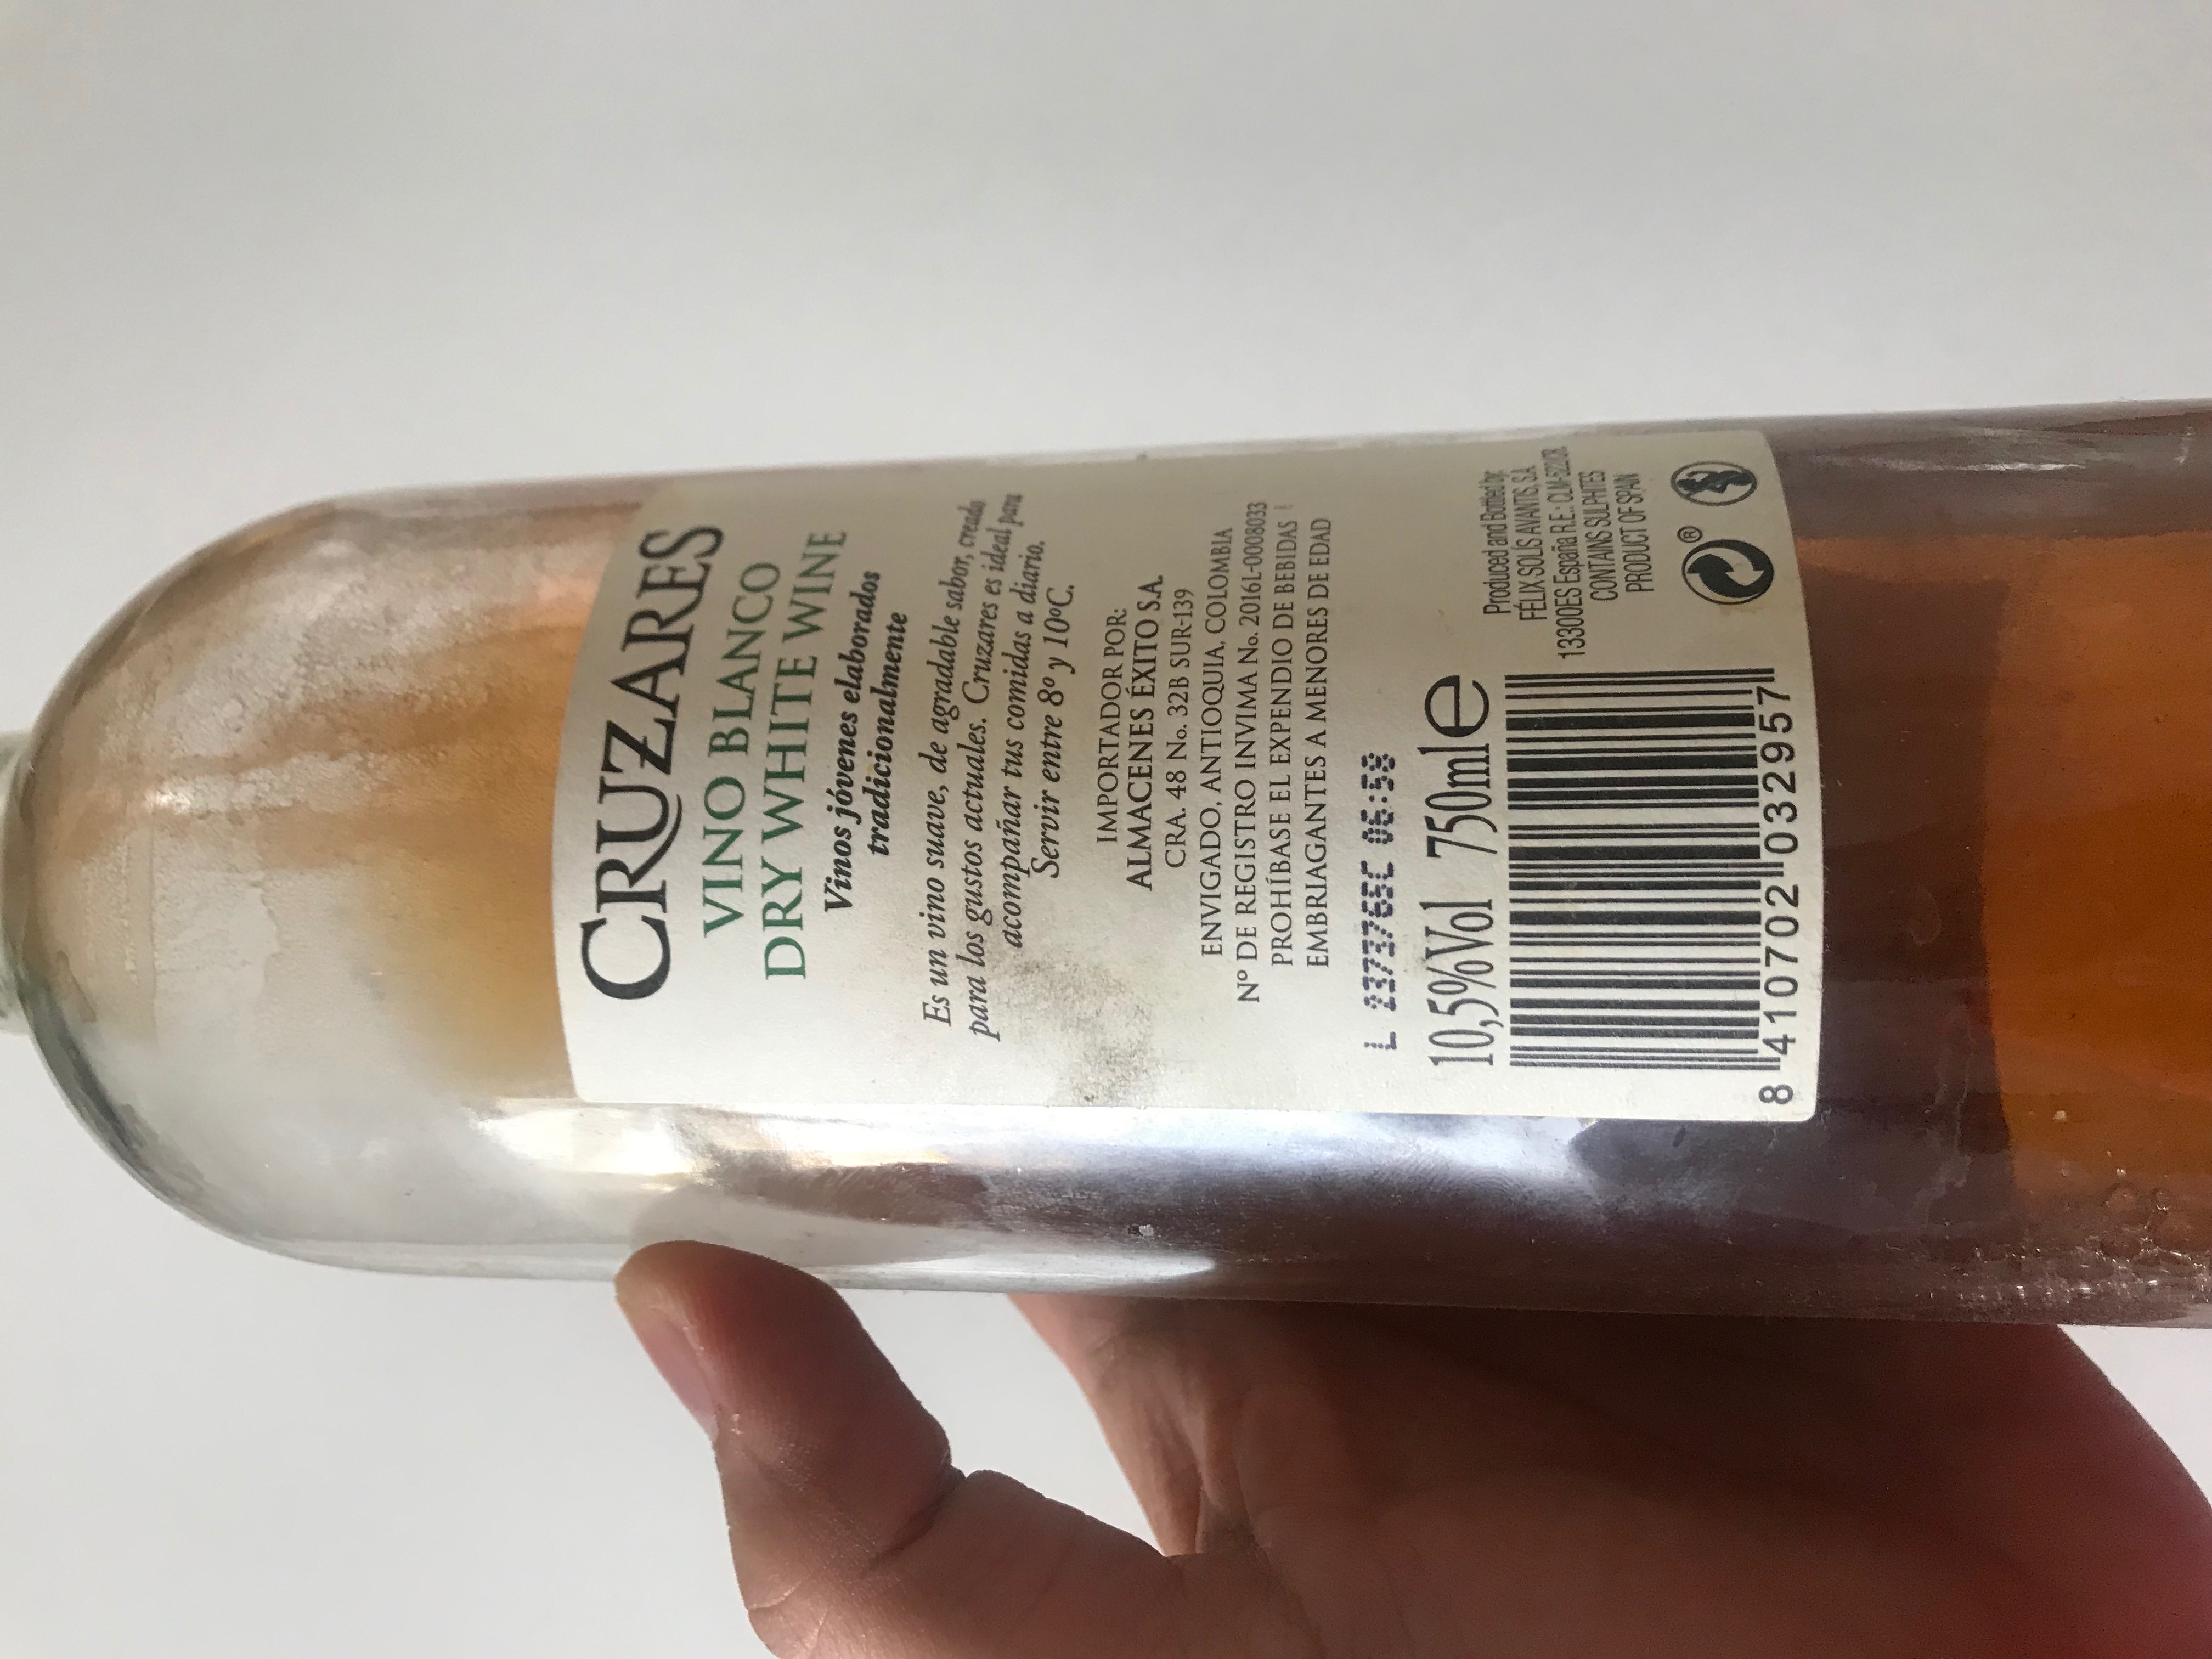 CRUZARES
VINO BLANCO
DRY WHITE WINE
Vinos jóvenes elaborados
tradicionalmente
Es un vino suave, de agradable sabor, creado
para los gustos actuales. Cruzares es ideal para
acompañar tus comidas a diario.
Servir entre 8º y 10ºC.
IMPORTADOR POR:
ALMACENES ÉXITO S.A.
CRA. 48 No. 32B SUR-139
ENVIGADO, ANTIOQUIA, COLOMBIA
Nº DE REGISTRO INVIMA No. 2016L-0008033
PROHÍBASE EL EXPENDIO DE BEBIDAS
EMBRIAGANTES A MENORES DE EDAD
L 2373765C 06:58
10,5%Vol 750ml e
8 410702 032957
Produced and Bottled by:
FÉLIX SOLÍS AVANTIS, S.A.
13300ES España R.E.: CLM-522/CR
CONTAINS SULPHITES
PRODUCT OF SPAIN
®